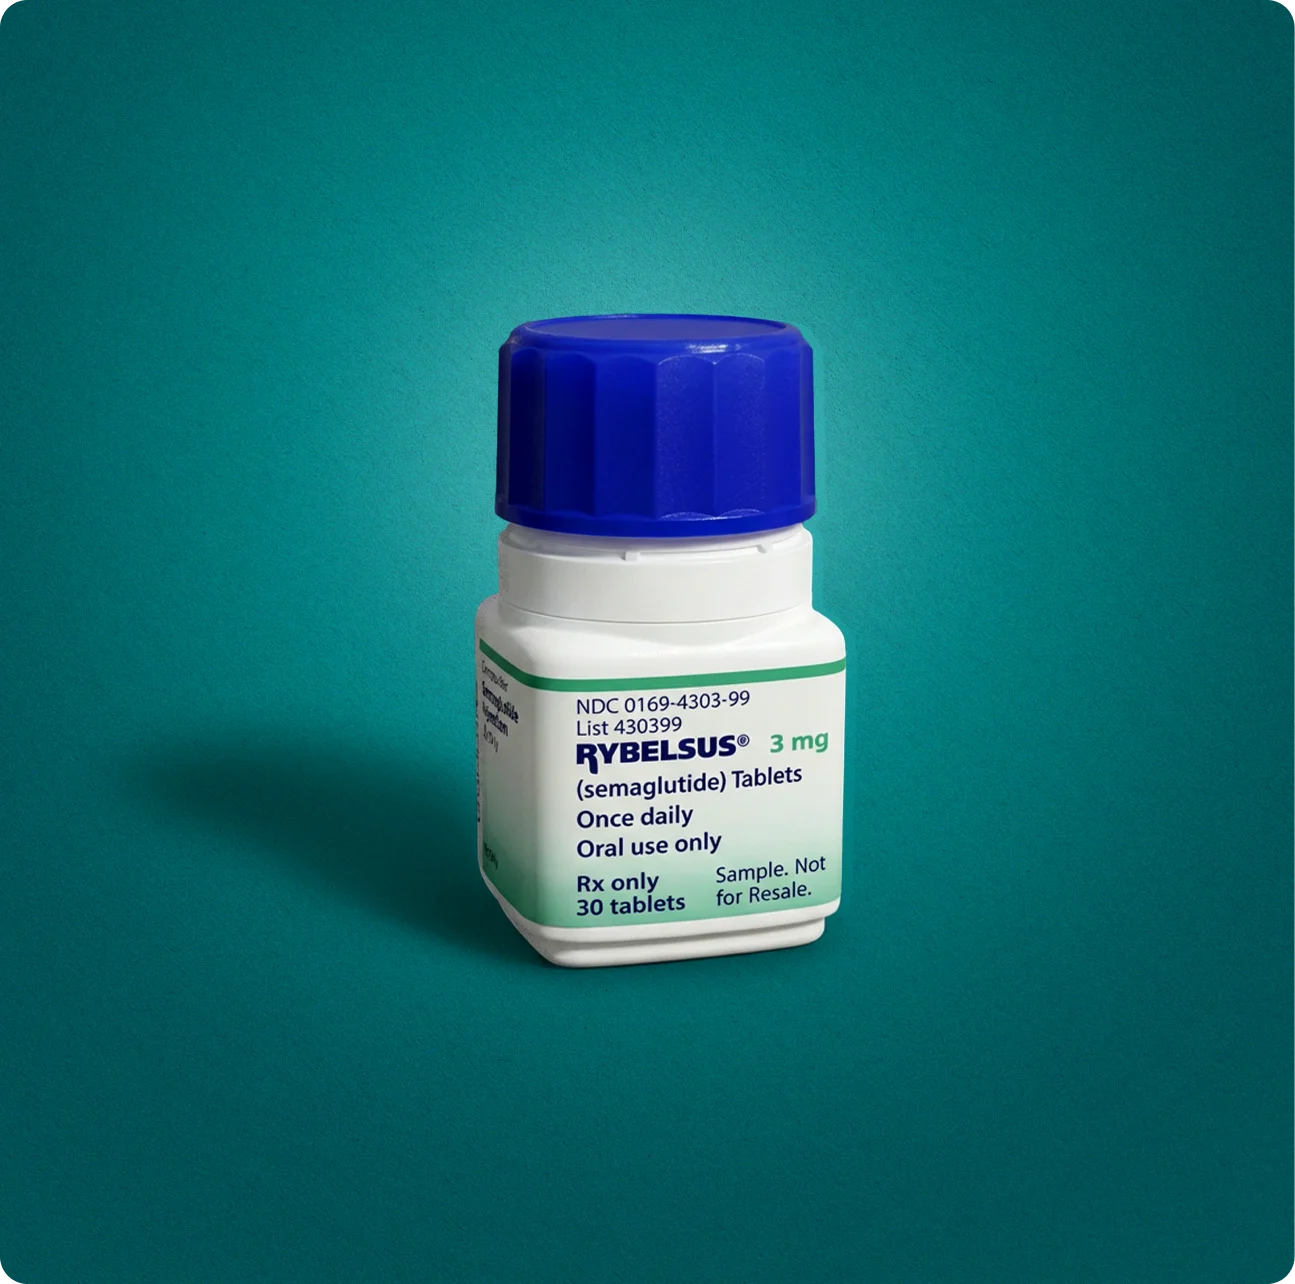 NDC 0169-4303-99
List 430399
RYBELSUS® 3 mg
(semaglutide) Tablets
Once daily
Oral use only
Rx only
30 tablets
Sample. Not
for Resale.